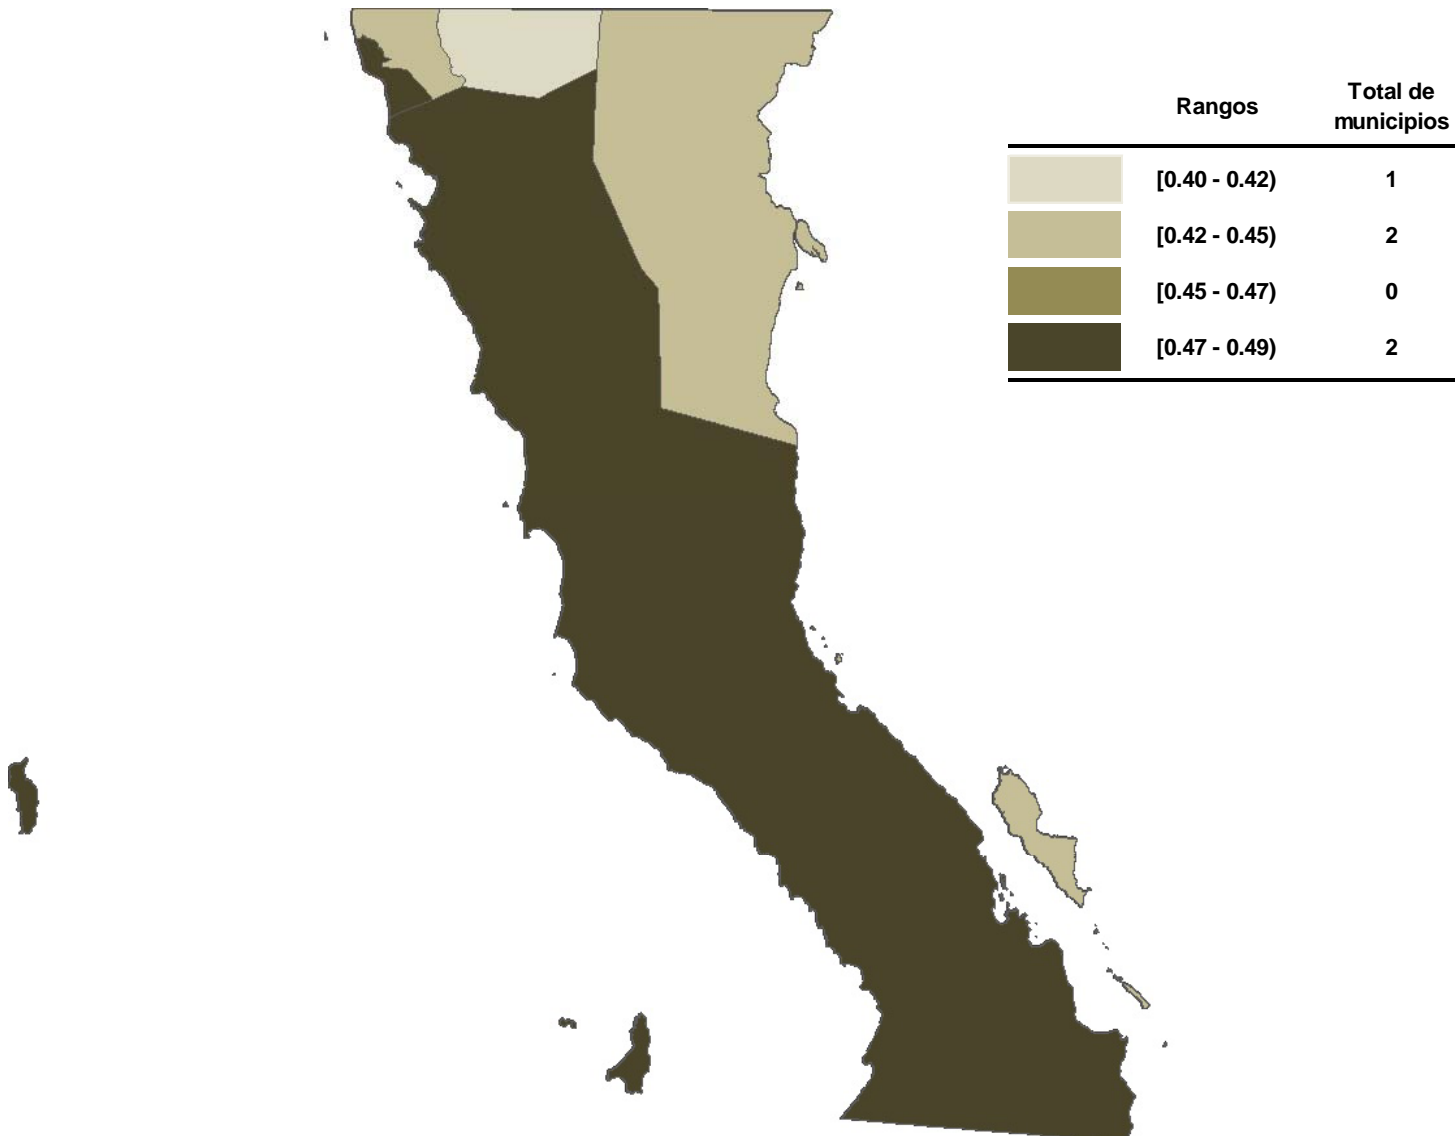 Rangos Total de
municipios
[0.40 - 0.42) 1
[0.42 - 0.45) 2
[0.45 - 0.47) 0
[0.47 - 0.49) 2